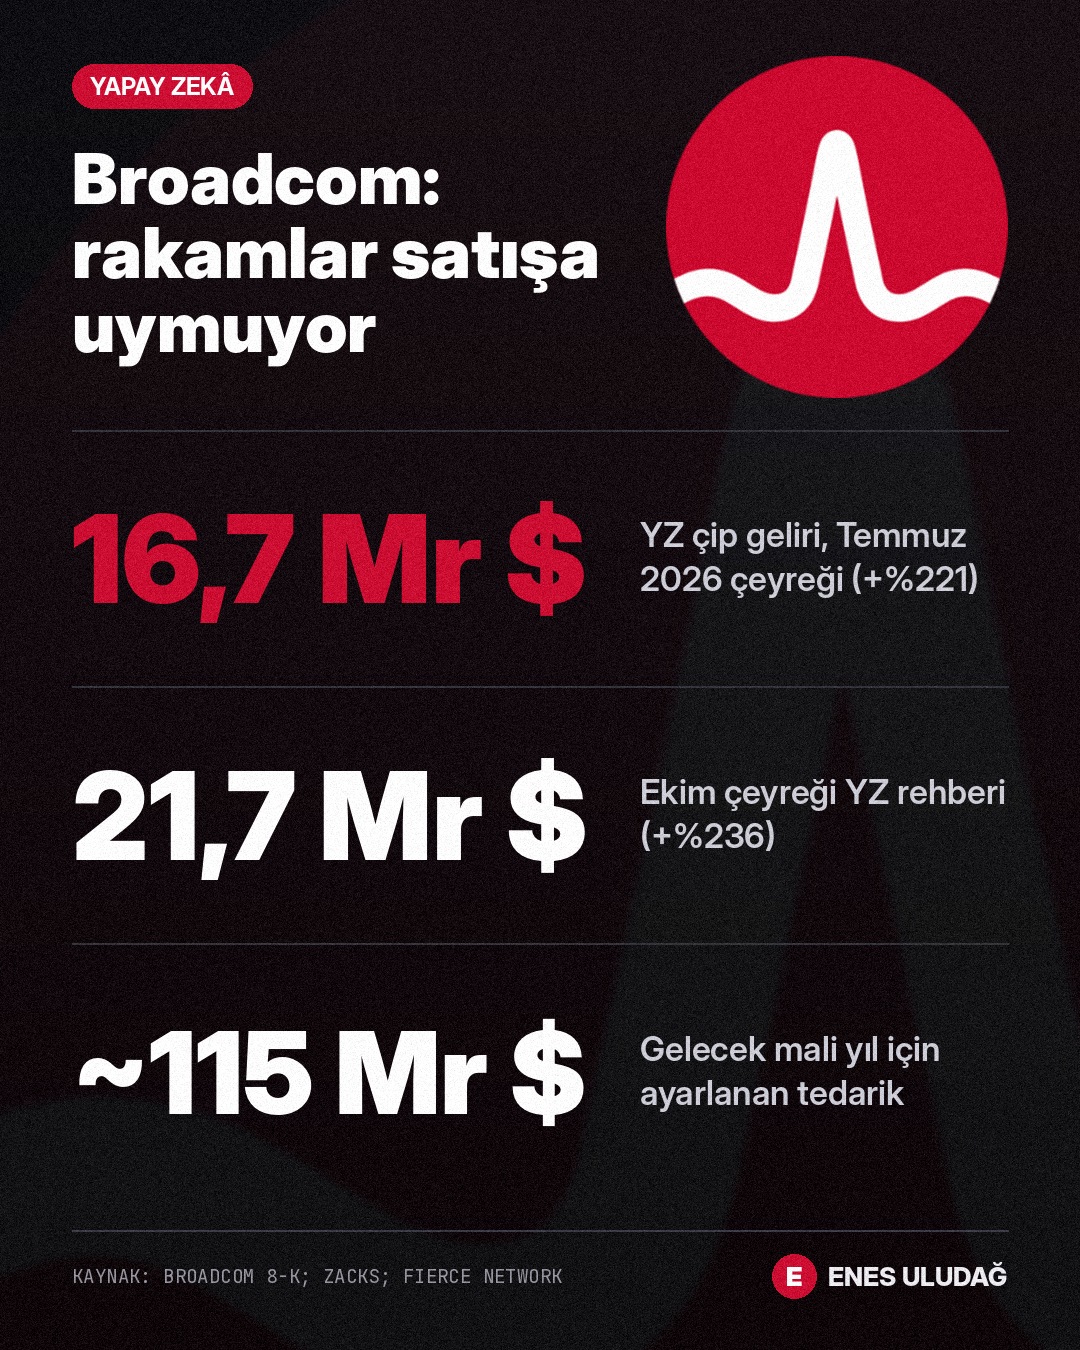 YAPAY ZEKÂ
Broadcom:
rakamlar satışa
uymuyor
16,7 Mr $
YZ çip geliri, Temmuz
2026 çeyreği (+%221)
21,7 Mr $
Ekim çeyreği YZ rehberi
(+%236)
~115 Mr $
Gelecek mali yıl için
ayarlanan tedarik
KAYNAK: BROADCOM 8-K; ZACKS; FIERCE NETWORK
E ENES ULUDAĞ